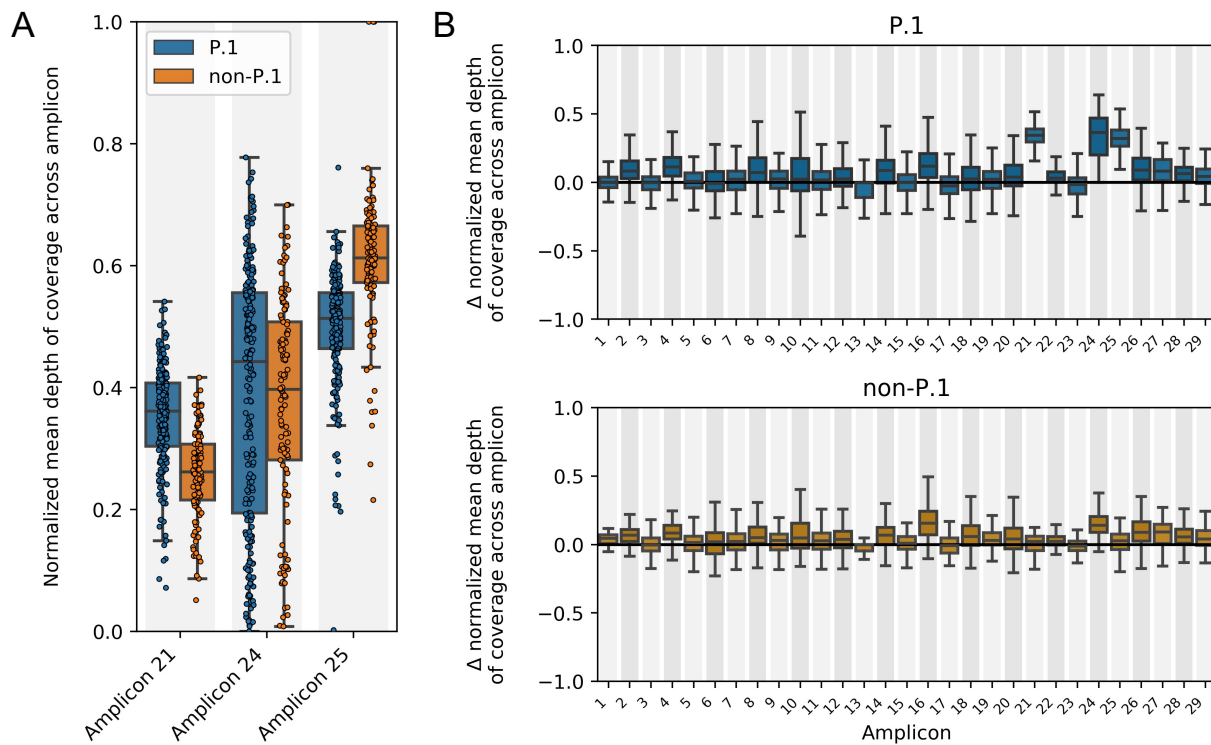 A
Normalized mean depth of coverage across amplicon
1.0
0.8
0.6
0.4
0.2
0.0
P.1
non-P.1
Amplicon 21
Amplicon 24
Amplicon 25
B
P.1
Δ normalized mean depth
of coverage across amplicon
1.0
0.5
0.0
−0.5
−1.0
1 2 3 4 5 6 7 8 9 10 11 12 13 14 15 16 17 18 19 20 21 22 23 24 25 26 27 28 29
non-P.1
Δ normalized mean depth
of coverage across amplicon
1.0
0.5
0.0
−0.5
−1.0
1 2 3 4 5 6 7 8 9 10 11 12 13 14 15 16 17 18 19 20 21 22 23 24 25 26 27 28 29
Amplicon